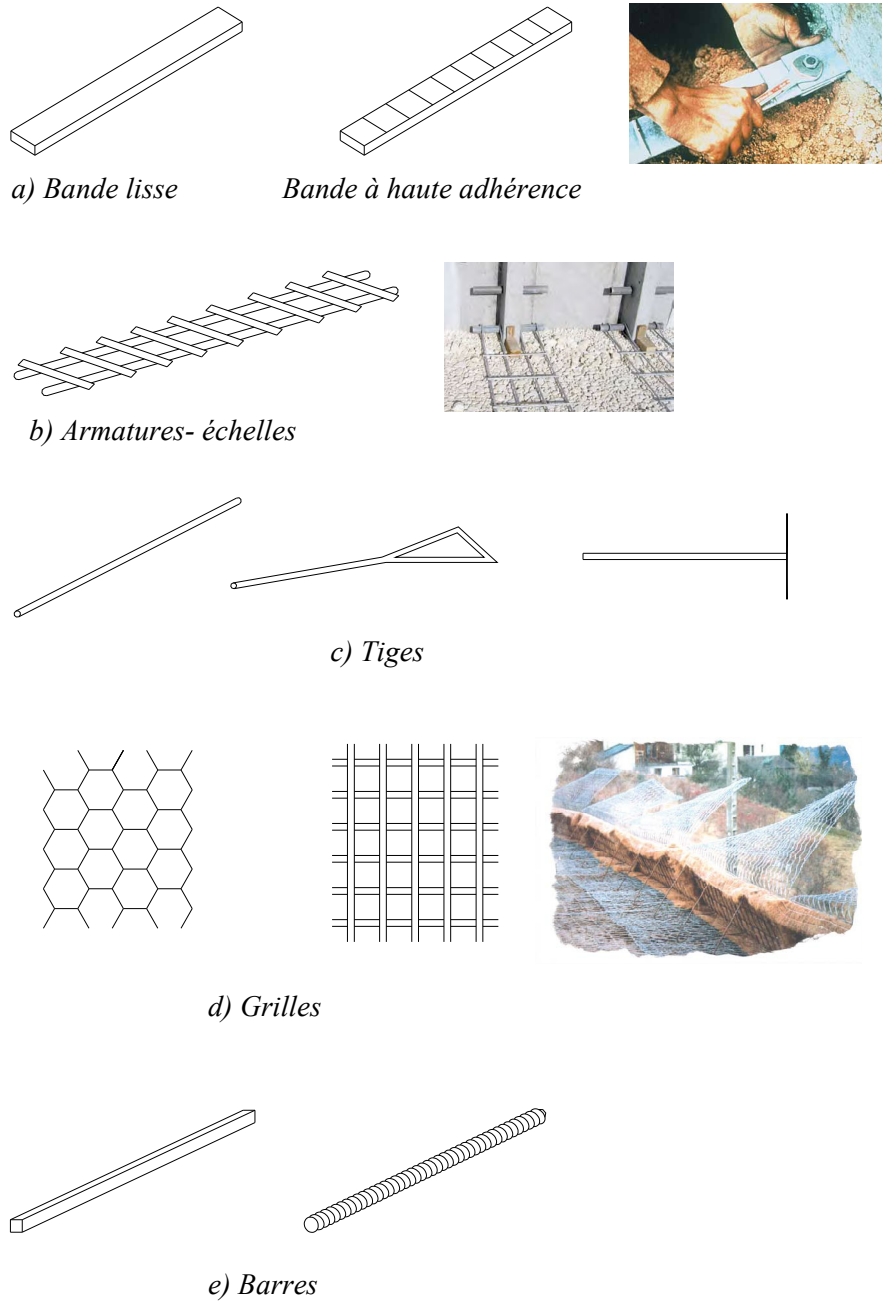 a) Bande lisse
Bande à haute adhérence
b) Armatures- échelles
c) Tiges
d) Grilles
e) Barres